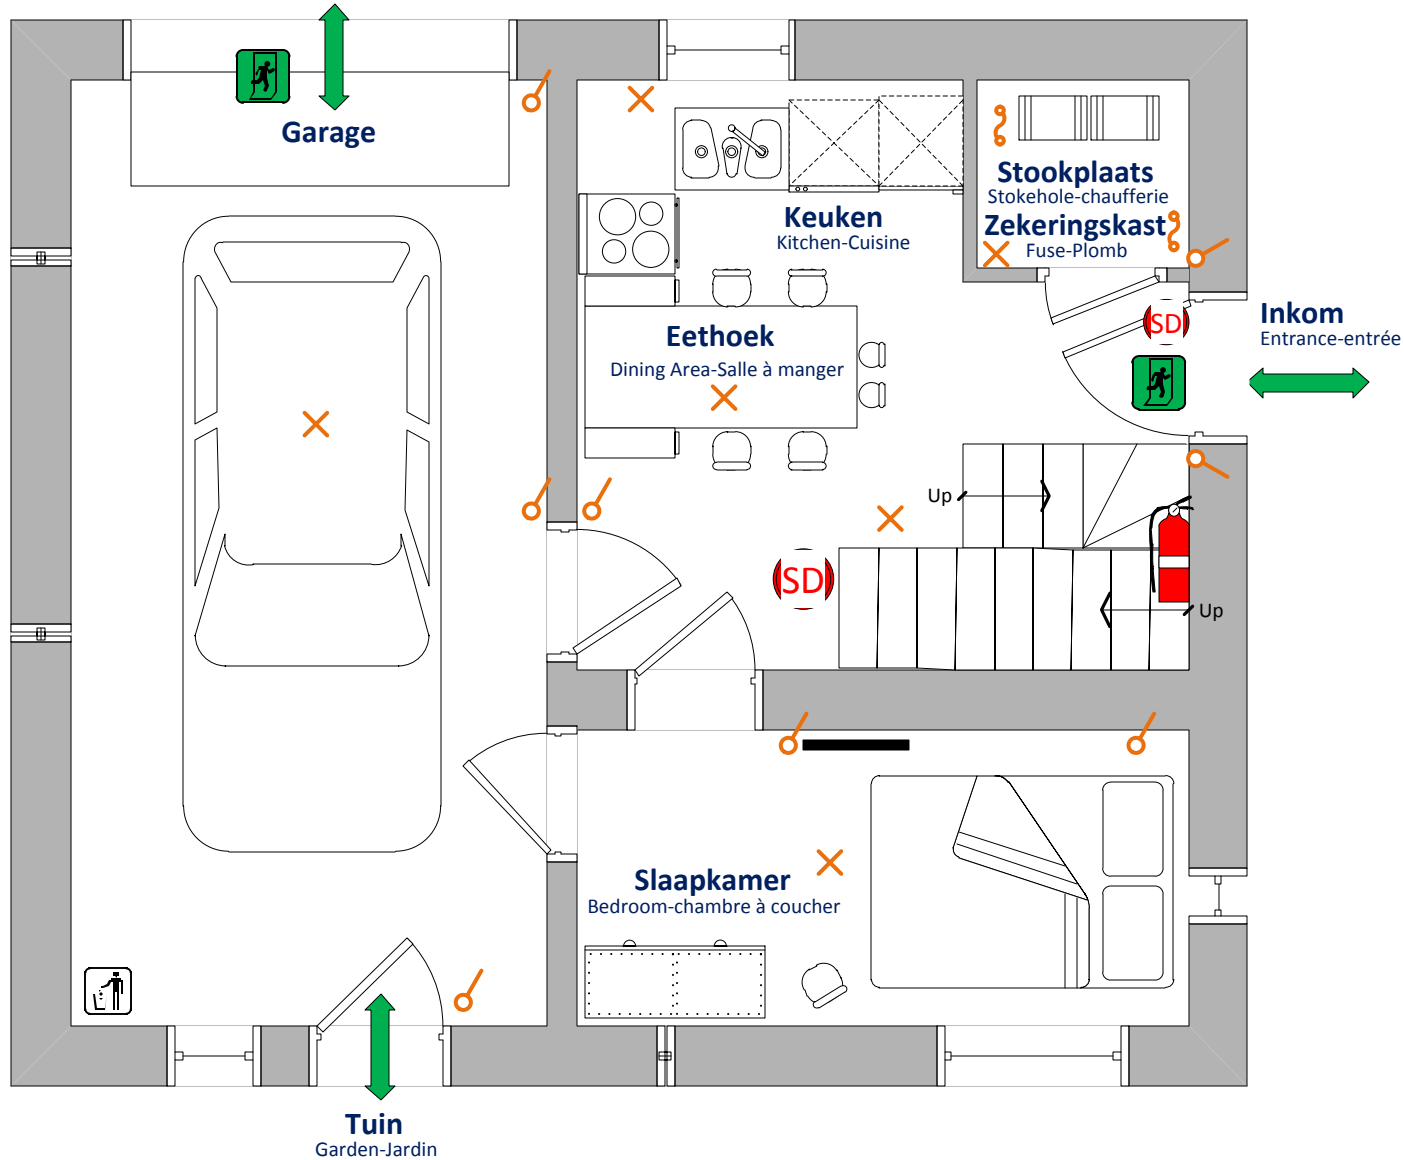 Garage
Stookplaats
Stokehole-chaufferie
Zekeringskast
Fuse-Plomb
Keuken
Kitchen-Cuisine
Inkom
Entrance-entrée
SD
Eethoek
Dining Area-Salle à manger
Up
SD
Up
Slaapkamer
Bedroom-chambre à coucher
Tuin
Garden-Jardin